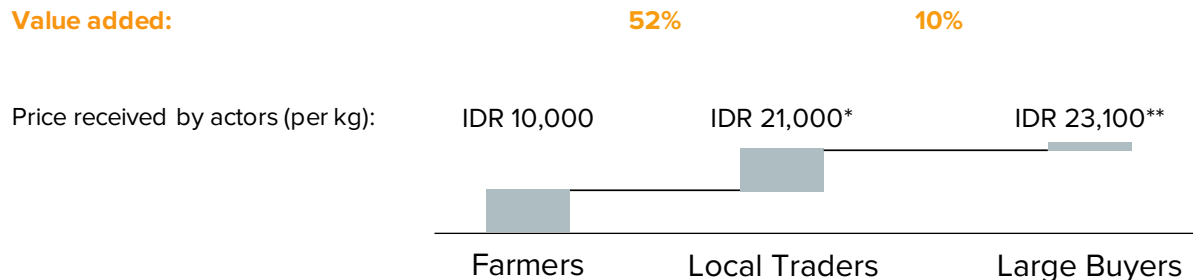 Value added: 52% 10%
Price received by actors (per kg): IDR 10,000 IDR 21,000* IDR 23,100**
Farmers Local Traders Large Buyers